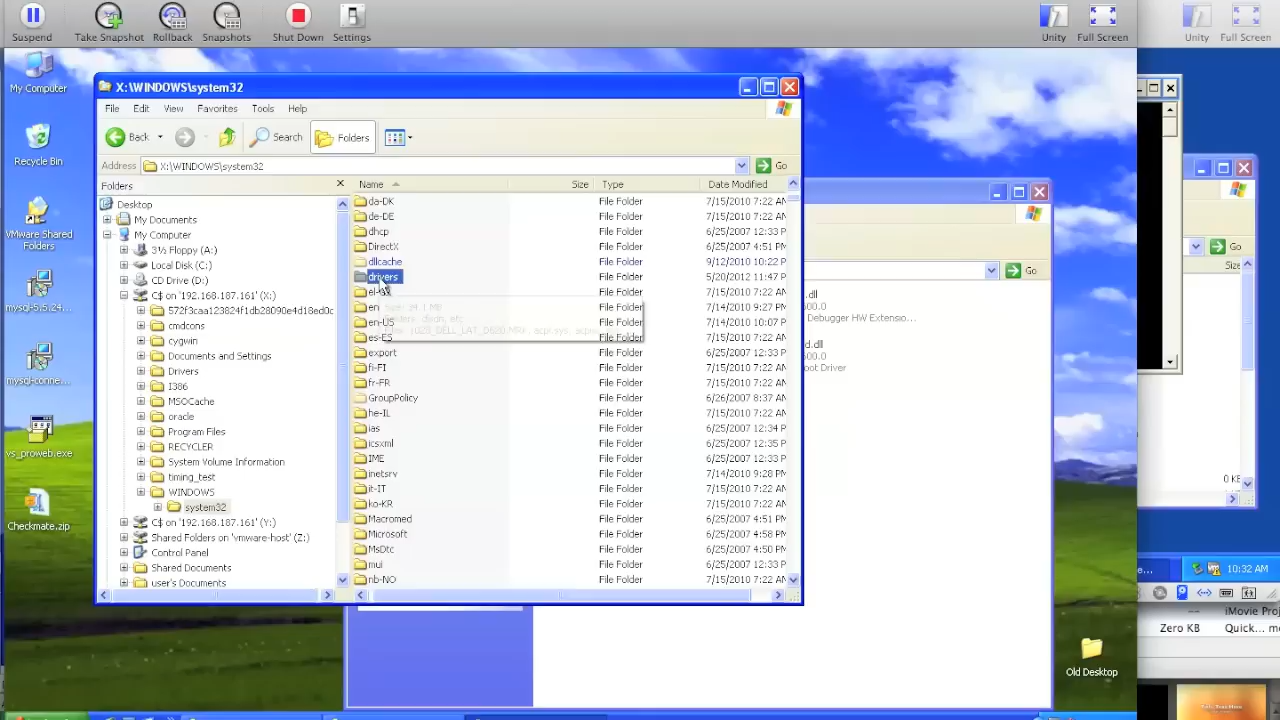 Suspend
Take Snapshot
Rollback
Snapshots
Shut Down
Settings
Unity
Full Screen
Unity
Full Screen
My Computer
Recycle Bin
VMware Shared
Folders
mysql-5.5.24...
mysql-conne...
vs_proweb.exe
Checkmate.zip
X:\WINDOWS\system32
File Edit View Favorites Tools Help
Back
Search
Folders
Address
X:\WINDOWS\system32
Go
Folders
Desktop
My Documents
My Computer
3½ Floppy (A:)
Local Disk (C:)
CD Drive (D:)
C$ on '192.168.187.161' (X:)
572f3caa123824f1db28090e4d18ed0c
cmdcons
cygwin
Documents and Settings
Drivers
I386
MSOCache
oracle
Program Files
RECYCLER
System Volume Information
timing_test
WINDOWS
system32
C$ on '192.168.187.161' (Y:)
Shared Folders on 'vmware-host' (Z:)
Control Panel
Shared Documents
user's Documents
Name Size Type Date Modified
da-DK File Folder 7/15/2010 7:22 AM
de-DE File Folder 7/15/2010 7:22 AM
dhcp File Folder 6/25/2007 12:33 P
DirectX File Folder 6/25/2007 4:51 P
dllcache File Folder 9/12/2010 10:22 P
drivers File Folder 5/20/2012 11:47 P
File Folder 7/15/2010 7:22 AM
en File Folder 7/14/2010 9:27 P
en-US File Folder 7/14/2010 10:07 P
es-ES File Folder 7/15/2010 7:22 AM
export File Folder 6/25/2007 12:33 P
fi-FI File Folder 7/15/2010 7:22 AM
fr-FR File Folder 7/15/2010 7:22 AM
GroupPolicy File Folder 6/26/2007 8:37 A
he-IL File Folder 7/15/2010 7:22 AM
ias File Folder 6/25/2007 12:34 P
icsxml File Folder 6/25/2007 12:35 P
IME File Folder 6/25/2007 12:33 P
inetsrv File Folder 7/14/2010 9:28 P
it-IT File Folder 7/15/2010 7:22 AM
ko-KR File Folder 7/15/2010 7:22 AM
Macromed File Folder 6/25/2007 4:51 P
Microsoft File Folder 6/25/2007 4:58 P
MsDtc File Folder 6/25/2007 4:50 P
mui File Folder 6/25/2007 12:33 P
nb-NO File Folder 7/15/2010 7:22 AM
Go
.dll
Debugger HW Extensio...
d.dll
oot Driver
Old Desktop
Go
Size
0 KB
10:32 AM
iMovie Proj
Zero KB Quick... m